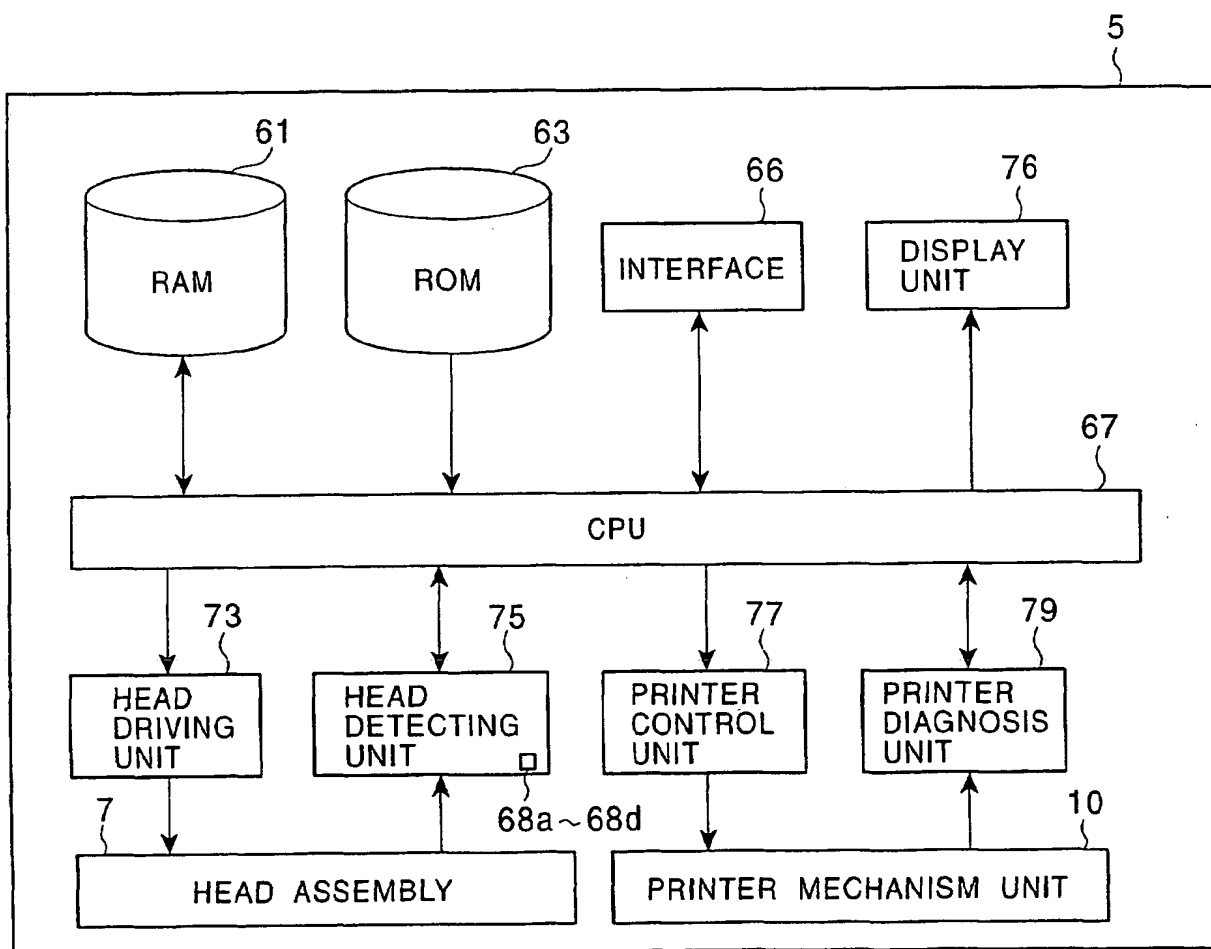 5
61
63
66
76
RAM
ROM
INTERFACE
DISPLAY
UNIT
67
CPU
73
75
77
79
HEAD
DRIVING
UNIT
HEAD
DETECTING
UNIT
PRINTER
CONTROL
UNIT
PRINTER
DIAGNOSIS
UNIT
7
68a~68d
10
HEAD ASSEMBLY
PRINTER MECHANISM UNIT